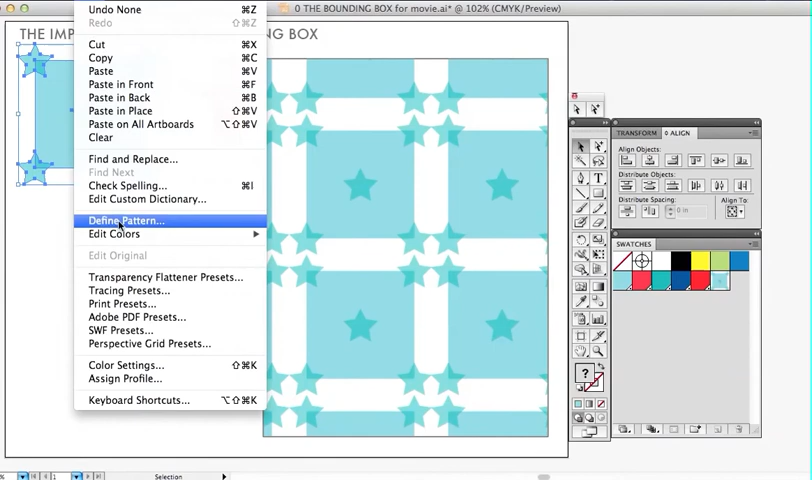 0 THE BOUNDING BOX for movie.ai* @ 102% (CMYK/Preview)
THE IMP
NG BOX
Undo None ⌘Z
Redo ⇧⌘Z
Cut ⌘X
Copy ⌘C
Paste ⌘V
Paste in Front ⌘F
Paste in Back ⌘B
Paste in Place ⇧⌘V
Paste on All Artboards ⌥⇧⌘V
Clear
Find and Replace...
Find Next
Check Spelling... ⌘I
Edit Custom Dictionary...
Define Pattern...
Edit Colors
Edit Original
Transparency Flattener Presets...
Tracing Presets...
Print Presets...
Adobe PDF Presets...
SWF Presets...
Perspective Grid Presets...
Color Settings... ⇧⌘K
Assign Profile...
Keyboard Shortcuts... ⌥⇧⌘K
TRANSFORM
ALIGN
Align Objects:
Distribute Objects:
Distribute Spacing:
Align To:
0 in
SWATCHES
T
?
%
1
Selection